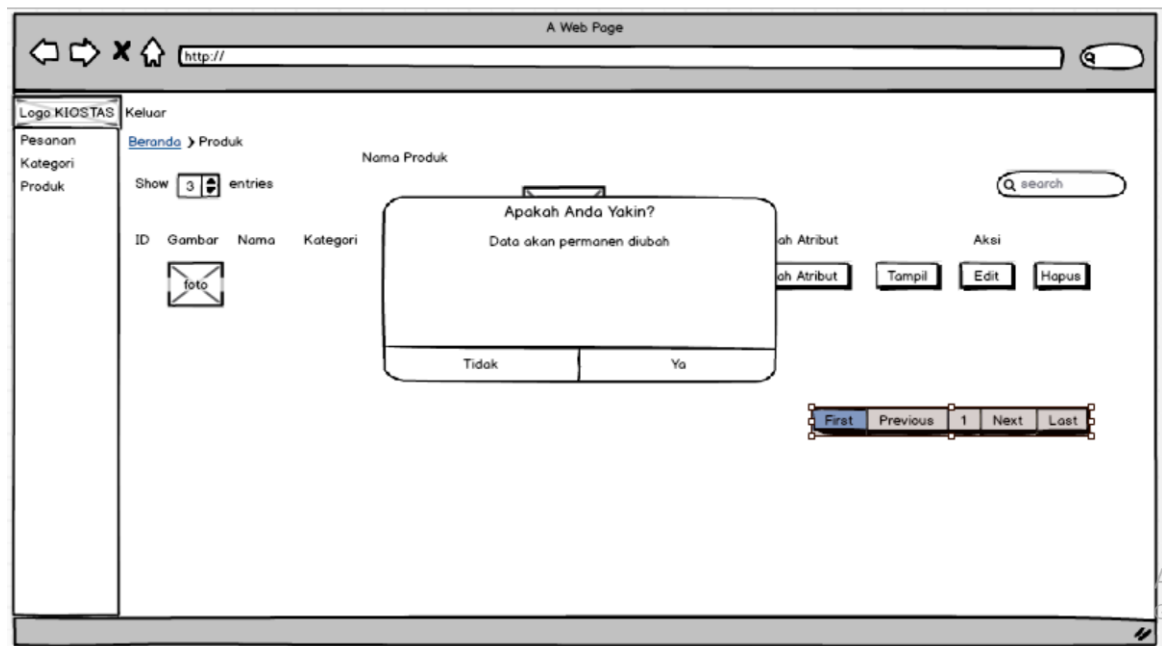 A Web Page
http://
Logo KIOSTAS Keluar
Pesanan
Kategori
Produk
Beranda > Produk
Nama Produk
Show 3 entries
search
Apakah Anda Yakin?
Data akan permanen diubah
ID Gambar Nama Kategori ah Atribut Aksi
foto ah Atribut Tampil Edit Hapus
Tidak Ya
First Previous 1 Next Last